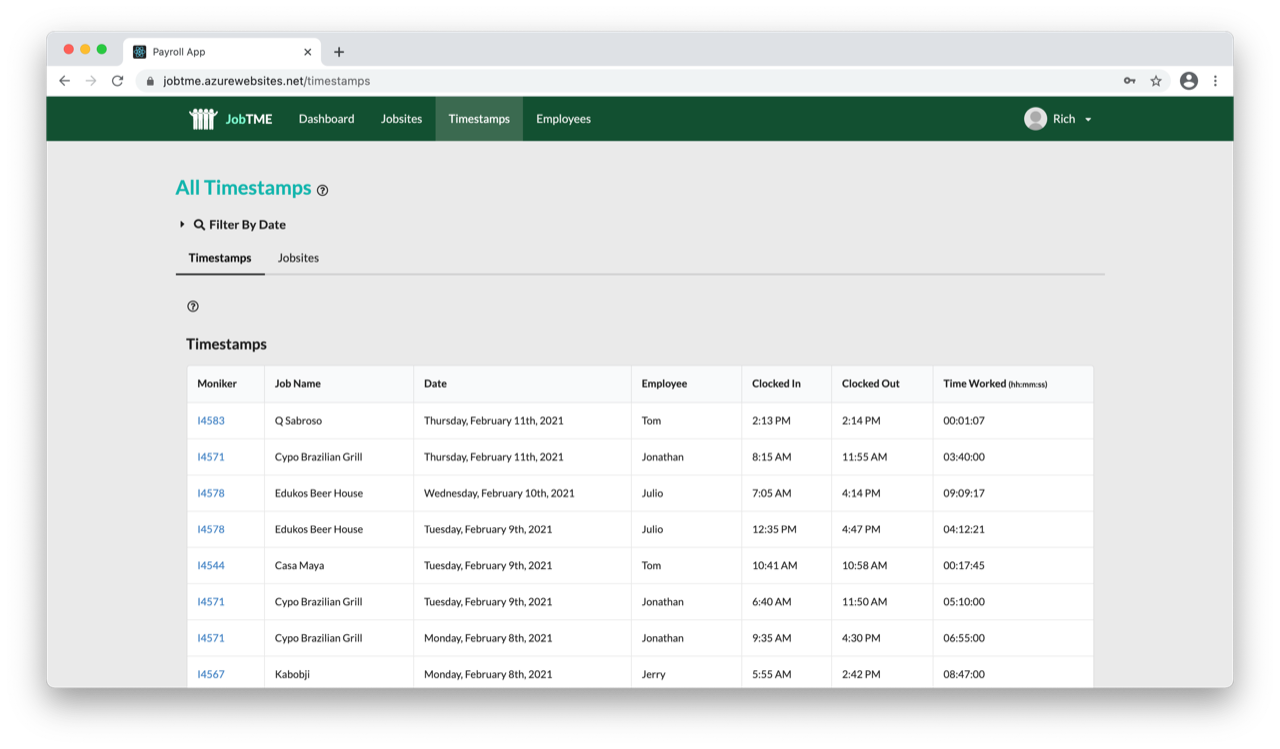 Payroll App
jobtme.azurewebsites.net/timestamps
JobTME Dashboard Jobsites Timestamps Employees Rich
All Timestamps
Filter By Date
Timestamps Jobsites
Timestamps
Moniker Job Name Date Employee Clocked In Clocked Out Time Worked (hh:mm:ss)
I4583 Q Sabroso Thursday, February 11th, 2021 Tom 2:13 PM 2:14 PM 00:01:07
I4571 Cypo Brazilian Grill Thursday, February 11th, 2021 Jonathan 8:15 AM 11:55 AM 03:40:00
I4578 Edukos Beer House Wednesday, February 10th, 2021 Julio 7:05 AM 4:14 PM 09:09:17
I4578 Edukos Beer House Tuesday, February 9th, 2021 Julio 12:35 PM 4:47 PM 04:12:21
I4544 Casa Maya Tuesday, February 9th, 2021 Tom 10:41 AM 10:58 AM 00:17:45
I4571 Cypo Brazilian Grill Tuesday, February 9th, 2021 Jonathan 6:40 AM 11:50 AM 05:10:00
I4571 Cypo Brazilian Grill Monday, February 8th, 2021 Jonathan 9:35 AM 4:30 PM 06:55:00
I4567 Kabobji Monday, February 8th, 2021 Jerry 5:55 AM 2:42 PM 08:47:00